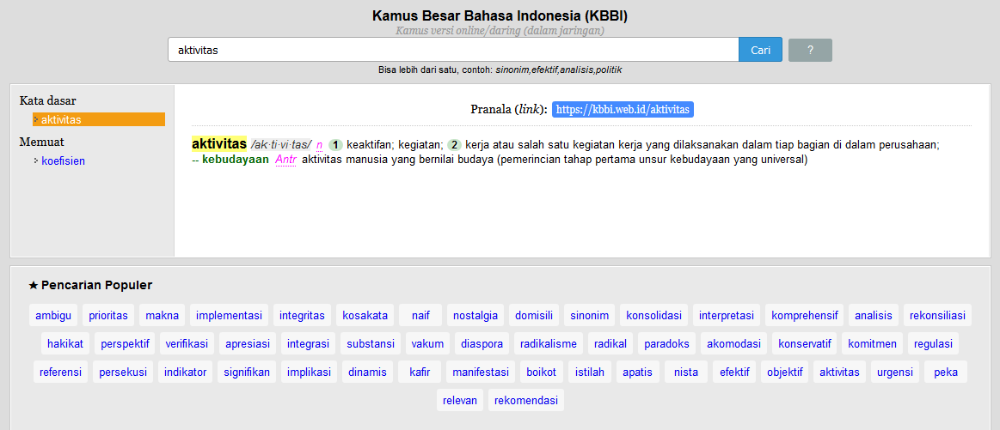 Kamus Besar Bahasa Indonesia (KBBI)
Kamus versi online/daring (dalam jaringan)
aktivitas Cari ?
Bisa lebih dari satu, contoh: sinonim,efektif,analisis,politik
Kata dasar
aktivitas
Memuat
koefisien
Pranala (link): https://kbbi.web.id/aktivitas
aktivitas /ak·ti·vi·tas/ n 1 keaktifan; kegiatan; 2 kerja atau salah satu kegiatan kerja yang dilaksanakan dalam tiap bagian di dalam perusahaan;
-- kebudayaan Antr aktivitas manusia yang bernilai budaya (pemerincian tahap pertama unsur kebudayaan yang universal)
★ Pencarian Populer
ambigu prioritas makna implementasi integritas kosakata naif nostalgia domisili sinonim konsolidasi interpretasi komprehensif analisis rekonsiliasi
hakikat perspektif verifikasi apresiasi integrasi substansi vakum diaspora radikalisme radikal paradoks akomodasi konservatif komitmen regulasi
referensi persekusi indikator signifikan implikasi dinamis kafir manifestasi boikot istilah apatis nista efektif objektif aktivitas urgensi peka
relevan rekomendasi